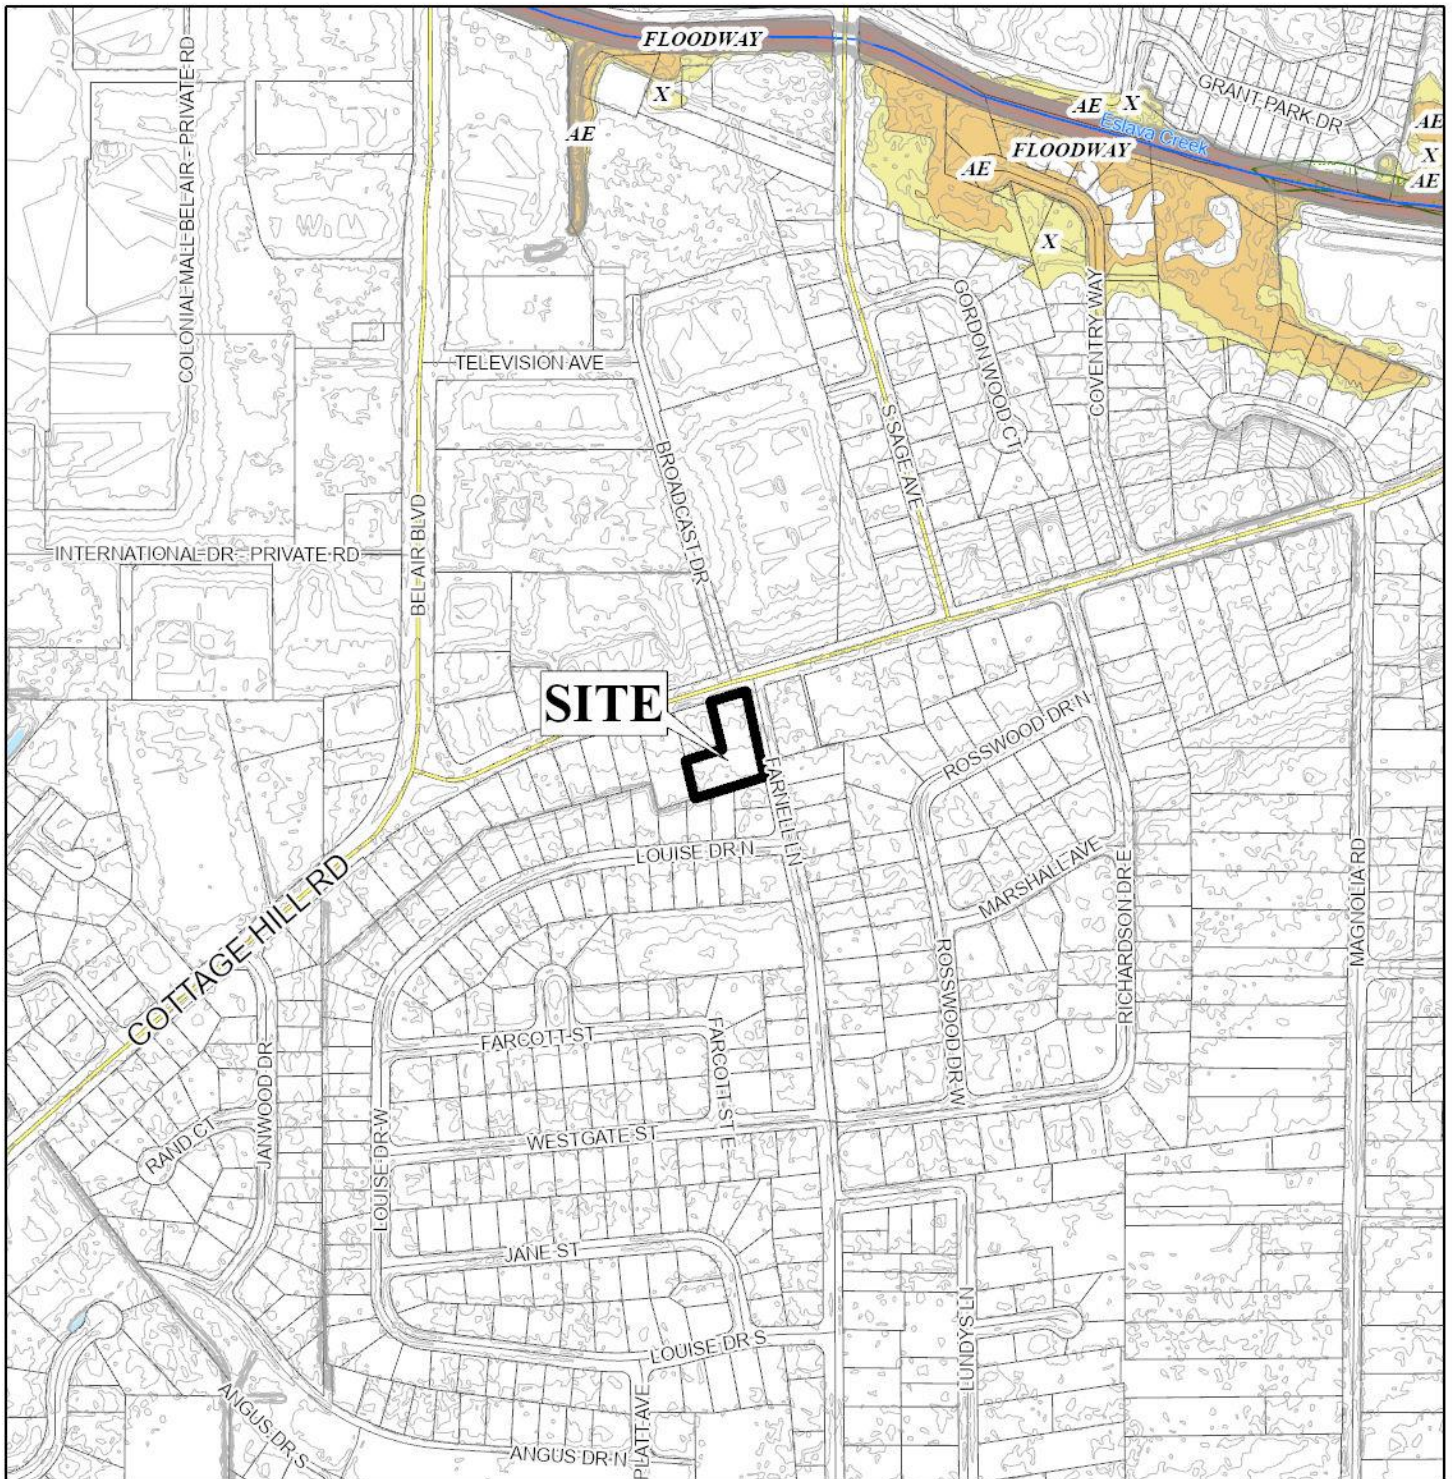 FLOODWAY
X
AE
COLONIAL MALL BEL AIR - PRIVATE RD
GRANT PARK DR
AE
X
Eslava Creek
FLOODWAY
AE
AE
X
AE
X
TELEVISION AVE
GORDON WOOD CT
COVENTRY WAY
S SAGE AVE
BROADCAST DR
BEL AIR BLVD
INTERNATIONAL DR - PRIVATE RD
SITE
ROSSWOOD DR N
FARNELL LN
LOUISE DR N
MARSHALL AVE
MAGNOLIA RD
COTTAGE HILL RD
ROSSWOOD DR W
RICHARDSON DR E
FARCOTT ST
FARCOTT ST E
JANWOOD DR
RAND CT
WESTGATE ST
LOUISE DR W
JANE ST
LUNDYS LN
LOUISE DR S
PLATT AVE
ANGUS DR S
ANGUS DR N